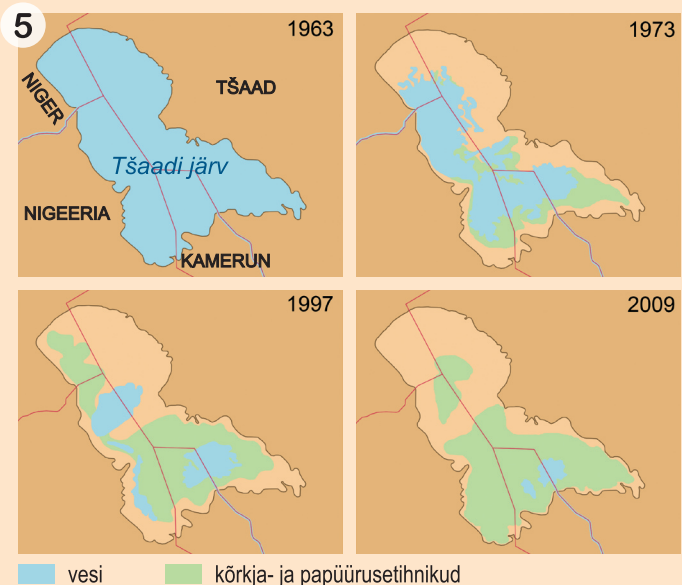 5
1963
1973
NIGER
TŠAAD
Tšaadi järv
NIGEERIA
KAMERUN
1997
2009
vesi
kõrkja- ja papüürusetihnikud